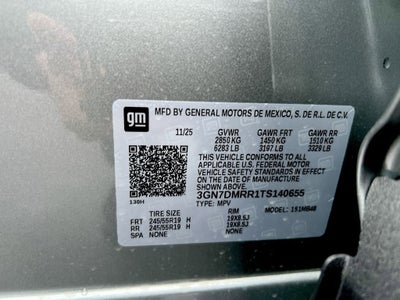 gm
MFD BY GENERAL MOTORS DE MEXICO, S. DE R.L. DE C.V.
11/25 GVWR GAWR FRT GAWR RR
2850 KG 1450 KG 1510 KG
6283 LB 3197 LB 3329 LB
THIS VEHICLE CONFORMS TO ALL
APPLICABLE U.S. FEDERAL MOTOR
VEHICLE SAFETY STANDARDS IN
EFFECT ON THE DATE OF
MANUFACTURE SHOWN ABOVE.
3GN7DMRR1TS140655
TYPE: MPV MODEL: 1S1MB48
130H
TIRE SIZE RIM
FRT 245/55R19 H 19X8.5J
RR 245/55R19 H 19X8.5J
SPA NONE NONE